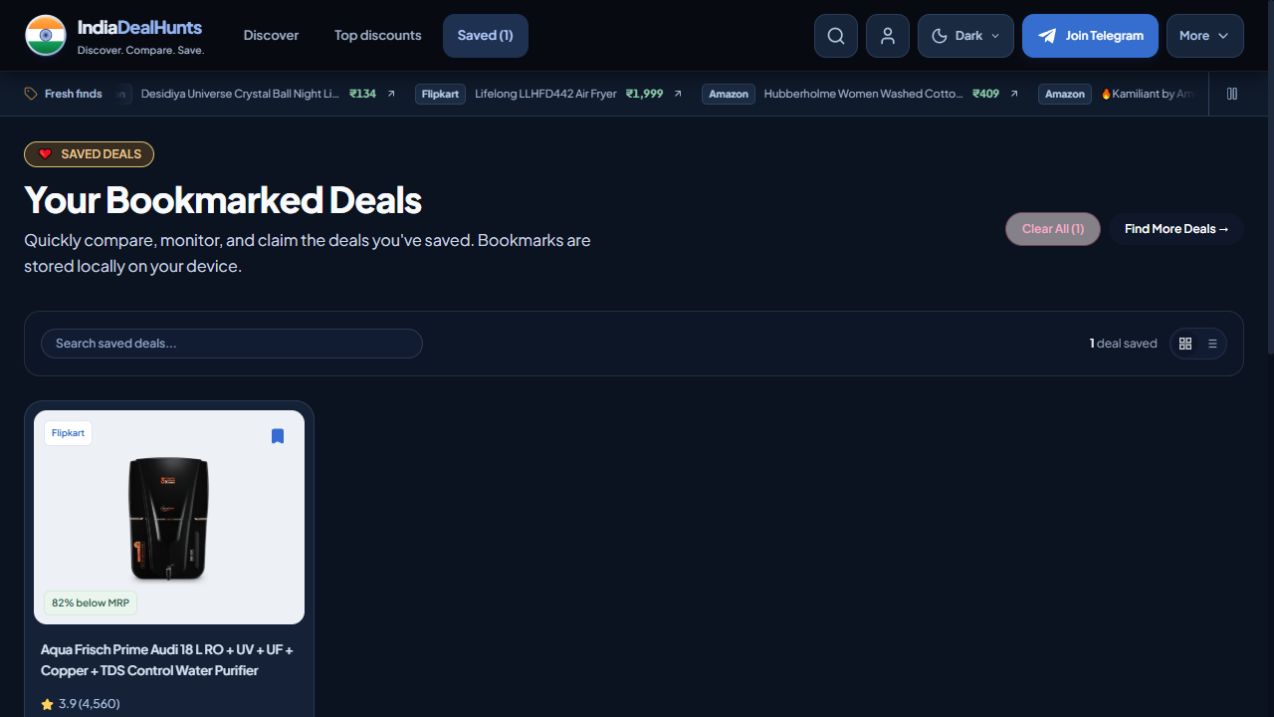 IndiaDealHunts
Discover. Compare. Save.
Discover
Top discounts
Saved (1)
Dark
Join Telegram
More
Fresh finds
Desidiya Universe Crystal Ball Night Li... ₹134
Flipkart Lifelong LLHFD442 Air Fryer ₹1,999
Amazon Hubberholme Women Washed Cotto... ₹409
Amazon 🔥Kamiliant by Am
SAVED DEALS
Your Bookmarked Deals
Quickly compare, monitor, and claim the deals you've saved. Bookmarks are
stored locally on your device.
Clear All (1)
Find More Deals →
Search saved deals...
1 deal saved
Flipkart
82% below MRP
Aqua Frisch Prime Audi 18 L RO + UV + UF +
Copper + TDS Control Water Purifier
3.9 (4,560)